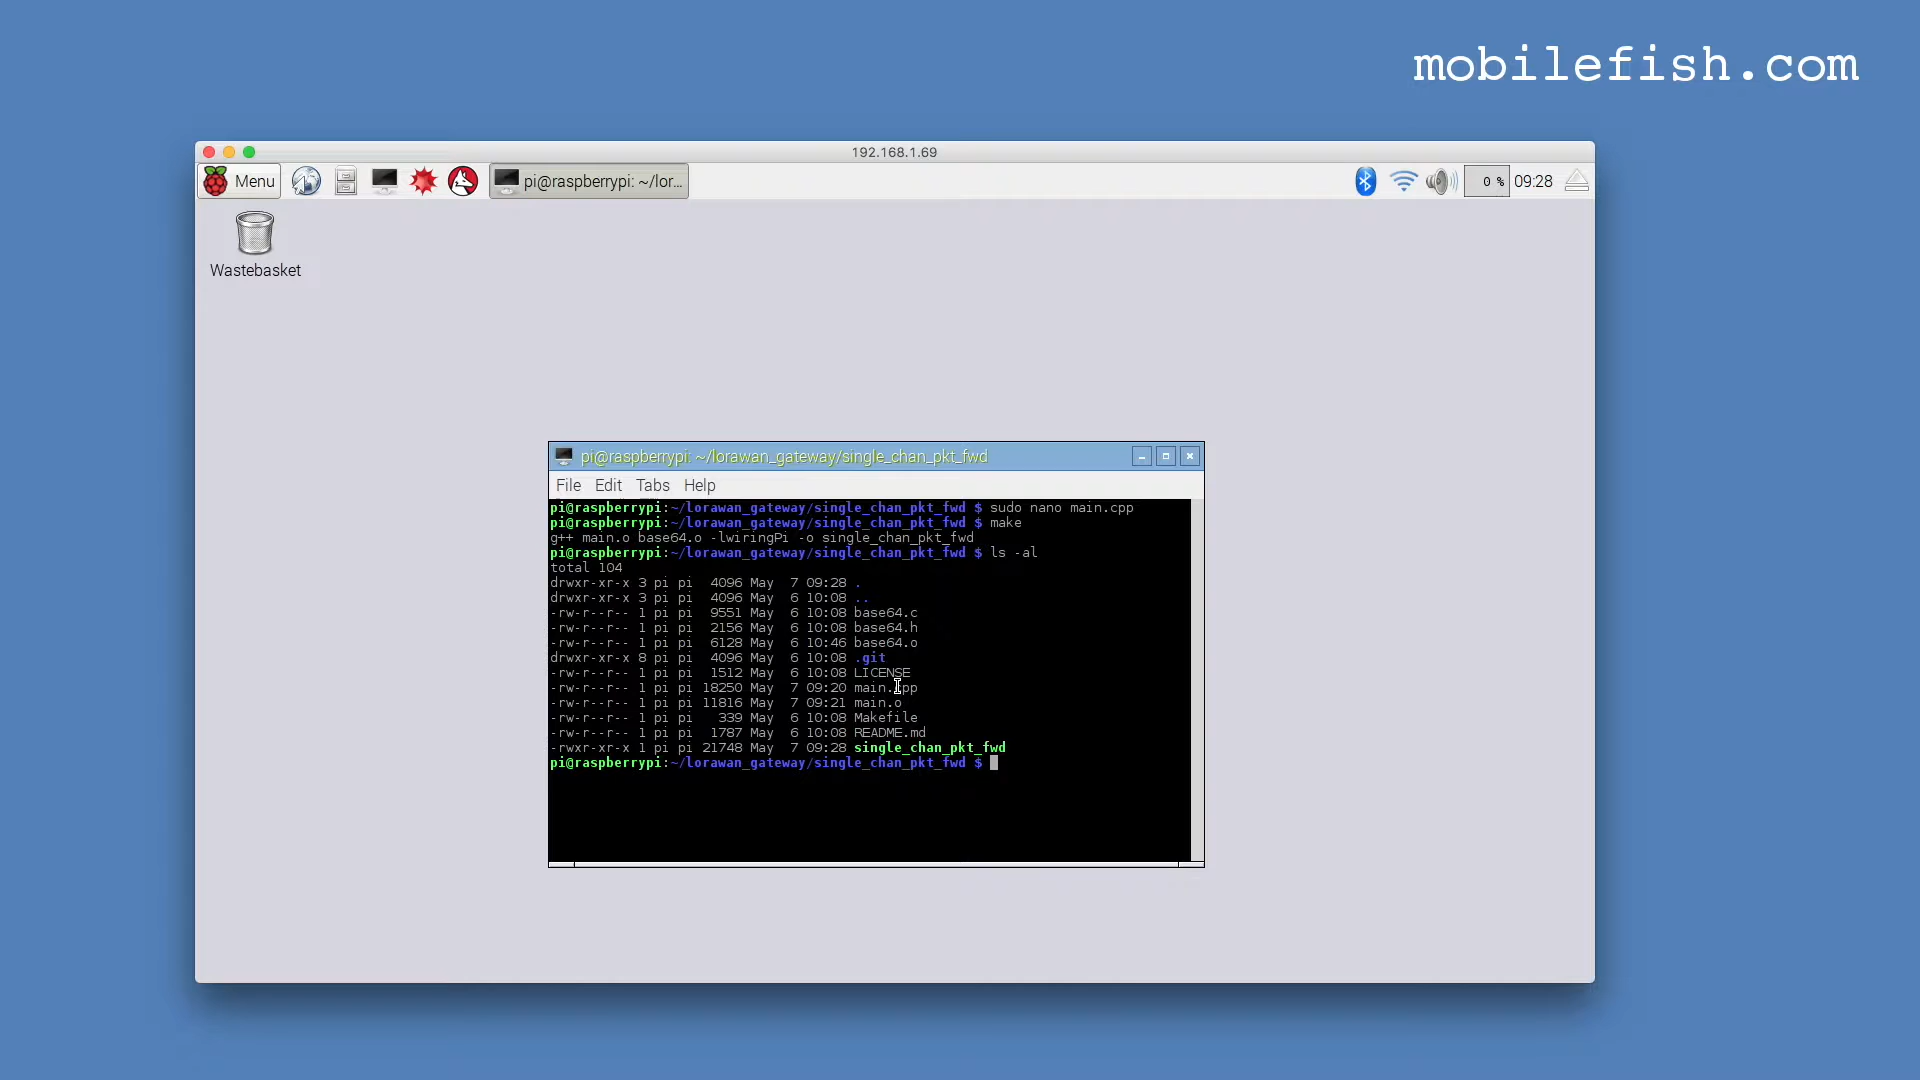 mobilefish.com
192.168.1.69
Menu
pi@raspberrypi: ~/lor...
0 %
09:28
Wastebasket
pi@raspberrypi: ~/lorawan_gateway/single_chan_pkt_fwd
File Edit Tabs Help
pi@raspberrypi:~/lorawan_gateway/single_chan_pkt_fwd $ sudo nano main.cpp
pi@raspberrypi:~/lorawan_gateway/single_chan_pkt_fwd $ make
g++ main.o base64.o -lwiringPi -o single_chan_pkt_fwd
pi@raspberrypi:~/lorawan_gateway/single_chan_pkt_fwd $ ls -al
total 104
drwxr-xr-x 3 pi pi  4096 May  7 09:28 .
drwxr-xr-x 3 pi pi  4096 May  6 10:08 ..
-rw-r--r-- 1 pi pi  9551 May  6 10:08 base64.c
-rw-r--r-- 1 pi pi  2156 May  6 10:08 base64.h
-rw-r--r-- 1 pi pi  6128 May  6 10:46 base64.o
drwxr-xr-x 8 pi pi  4096 May  6 10:08 .git
-rw-r--r-- 1 pi pi  1512 May  6 10:08 LICENSE
-rw-r--r-- 1 pi pi 18250 May  7 09:20 main.cpp
-rw-r--r-- 1 pi pi 11816 May  7 09:21 main.o
-rw-r--r-- 1 pi pi   339 May  6 10:08 Makefile
-rw-r--r-- 1 pi pi  1787 May  6 10:08 README.md
-rwxr-xr-x 1 pi pi 21748 May  7 09:28 single_chan_pkt_fwd
pi@raspberrypi:~/lorawan_gateway/single_chan_pkt_fwd $